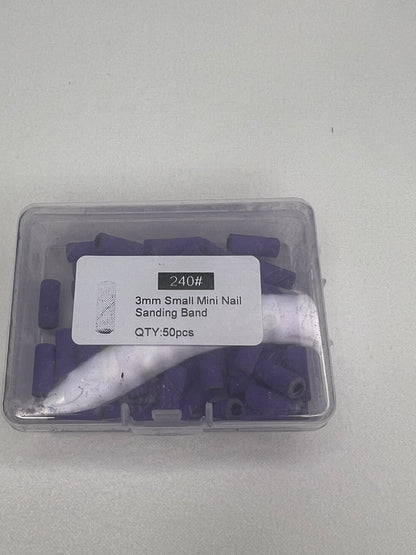 240#
3mm Small Mini Nail
Sanding Band
QTY:50pcs